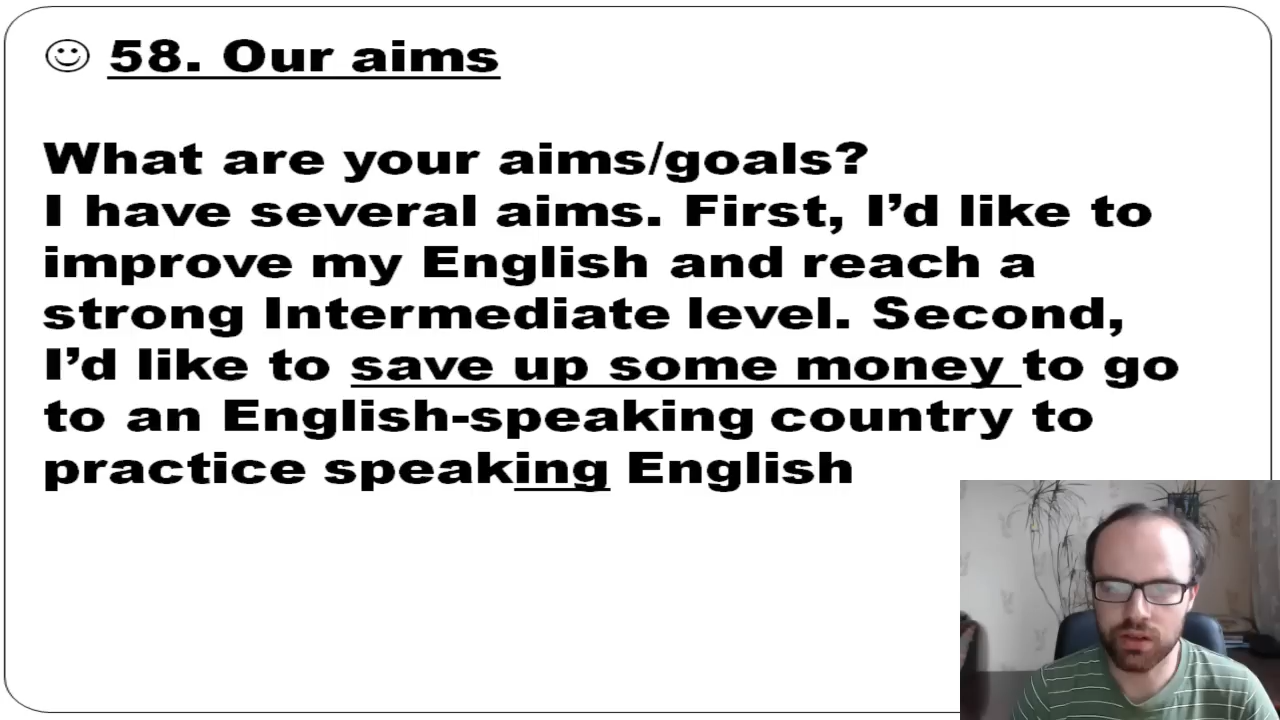 ☺ 58. Our aims
What are your aims/goals?
I have several aims. First, I’d like to
improve my English and reach a
strong Intermediate level. Second,
I’d like to save up some money to go
to an English-speaking country to
practice speaking English